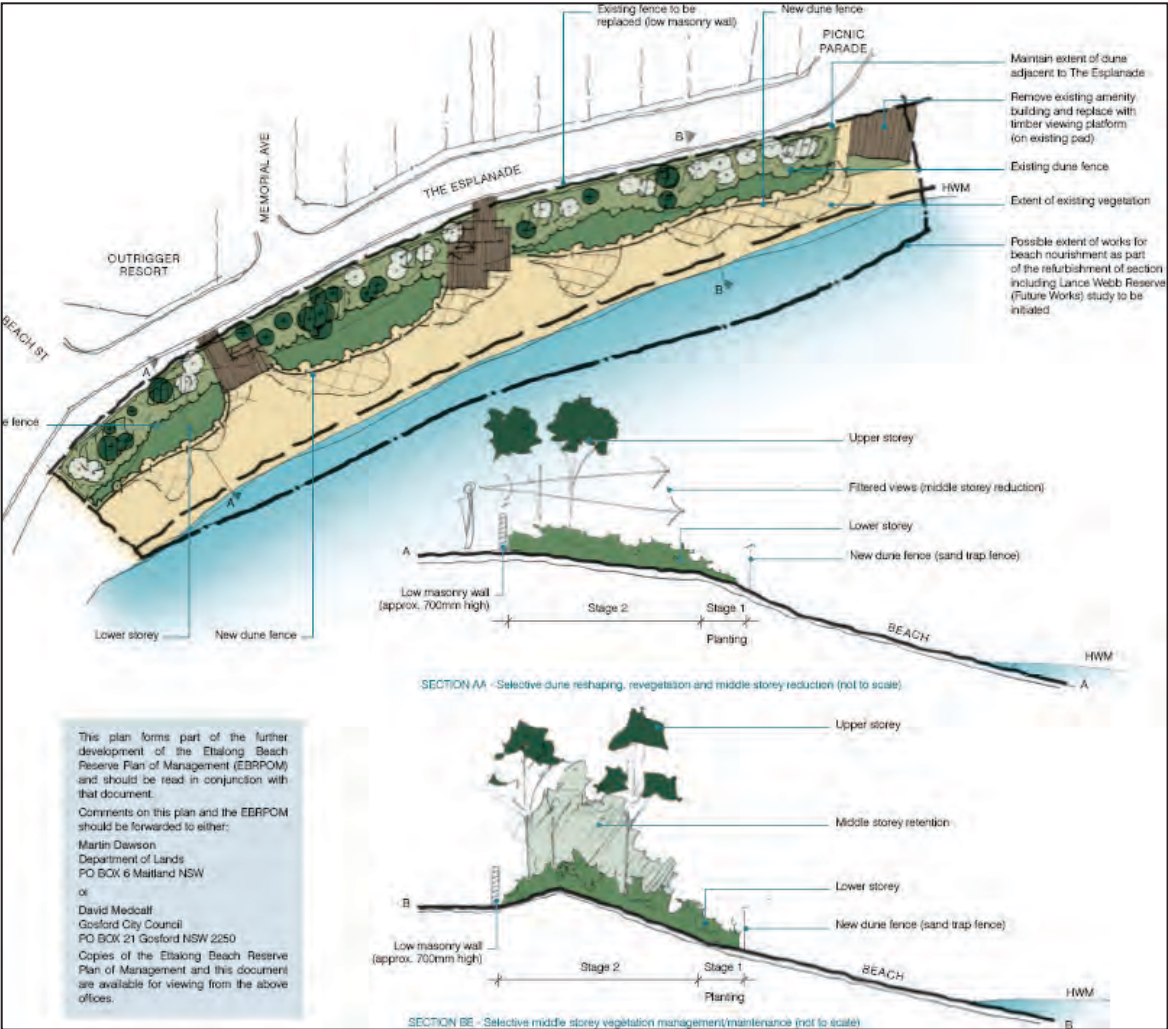 Existing fence to be
replaced (low masonry wall)
New dune fence
PICNIC
PARADE
Maintain extent of dune
adjacent to The Esplanade
Remove existing amenity
building and replace with
timber viewing platform
(on existing pad)
Existing dune fence
HWM
Extent of existing vegetation
Possible extent of works for
beach nourishment as part
of the refurbishment of section
including Lance Webb Reserve
(Future Works) study to be
initiated
MEMORIAL AVE
THE ESPLANADE
B
B
OUTRIGGER
RESORT
BEACH ST
A
A
e fence
Lower storey
New dune fence
Upper storey
Filtered views (middle storey reduction)
Lower storey
New dune fence (sand trap fence)
A
Low masonry wall
(approx. 700mm high)
Stage 2
Stage 1
Planting
BEACH
HWM
A
SECTION AA - Selective dune reshaping, revegetation and middle storey reduction (not to scale)
This plan forms part of the further
development of the Ettalong Beach
Reserve Plan of Management (EBRPOM)
and should be read in conjunction with
that document.
Comments on this plan and the EBRPOM
should be forwarded to either:
Martin Dawson
Department of Lands
PO BOX 6 Maitland NSW
or
David Medcalf
Gosford City Council
PO BOX 21 Gosford NSW 2250
Copies of the Ettalong Beach Reserve
Plan of Management and this document
are available for viewing from the above
offices.
Upper storey
Middle storey retention
Lower storey
New dune fence (sand trap fence)
B
Low masonry wall
(approx. 700mm high)
Stage 2
Stage 1
Planting
BEACH
HWM
B
SECTION BE - Selective middle storey vegetation management/maintenance (not to scale)